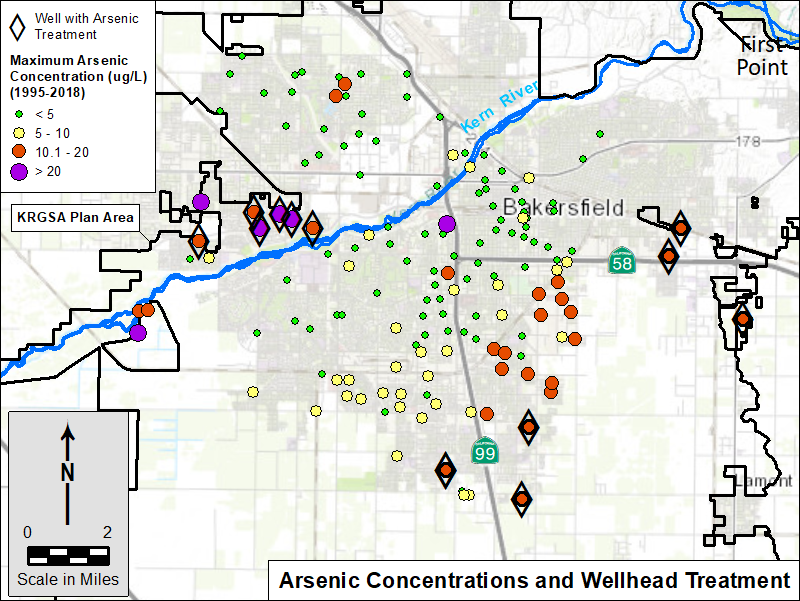 Well with Arsenic
Treatment
Maximum Arsenic
Concentration (ug/L)
(1995-2018)
< 5
5 - 10
10.1 - 20
> 20
First
Point
Kern River
178
KRGSA Plan Area
Bakersfield
58
99
Lamont
N
0 2
Scale in Miles
Arsenic Concentrations and Wellhead Treatment